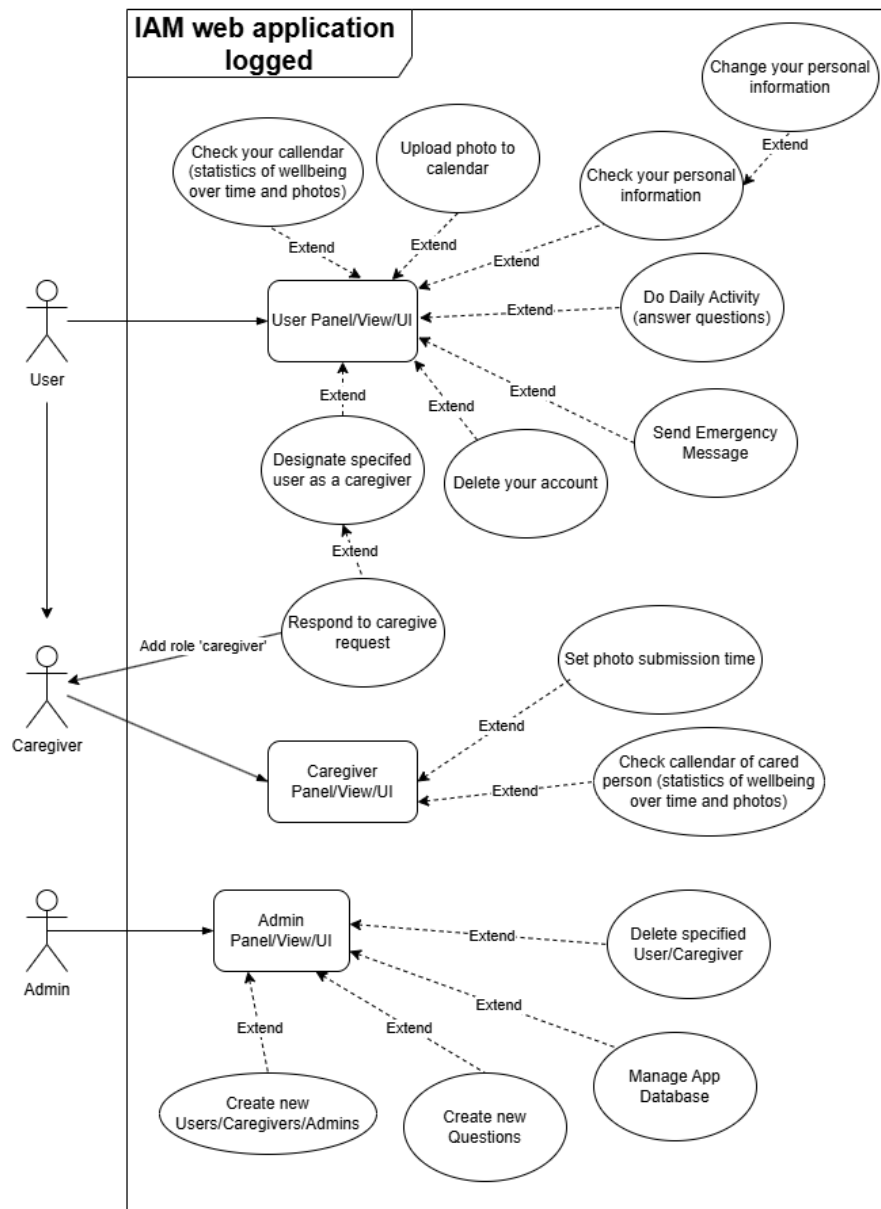 IAM web application
logged
Change your personal
information
Extend
Check your callendar
(statistics of wellbeing
over time and photos)
Upload photo to
calendar
Check your personal
information
Extend
Extend
Extend
User Panel/View/UI
Extend
Do Daily Activity
(answer questions)
User
Extend
Extend
Extend
Designate specifed
user as a caregiver
Delete your account
Send Emergency
Message
Extend
Add role 'caregiver'
Respond to caregive
request
Set photo submission time
Caregiver
Extend
Caregiver
Panel/View/UI
Extend
Check callendar of cared
person (statistics of wellbeing
over time and photos)
Admin
Admin
Panel/View/UI
Extend
Delete specified
User/Caregiver
Extend
Extend
Extend
Create new
Users/Caregivers/Admins
Create new
Questions
Manage App
Database